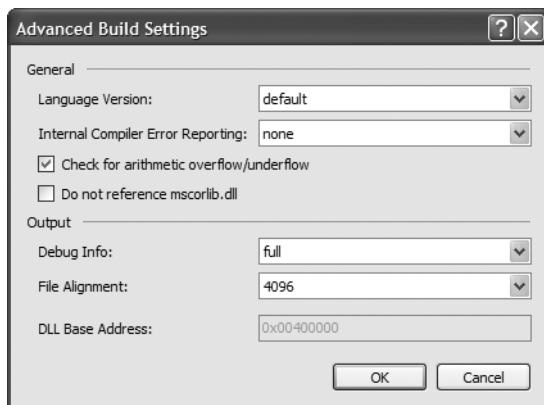 Advanced Build Settings
General
Language Version: default
Internal Compiler Error Reporting: none
Check for arithmetic overflow/underflow
Do not reference mscorlib.dll
Output
Debug Info: full
File Alignment: 4096
DLL Base Address: 0x00400000
OK Cancel